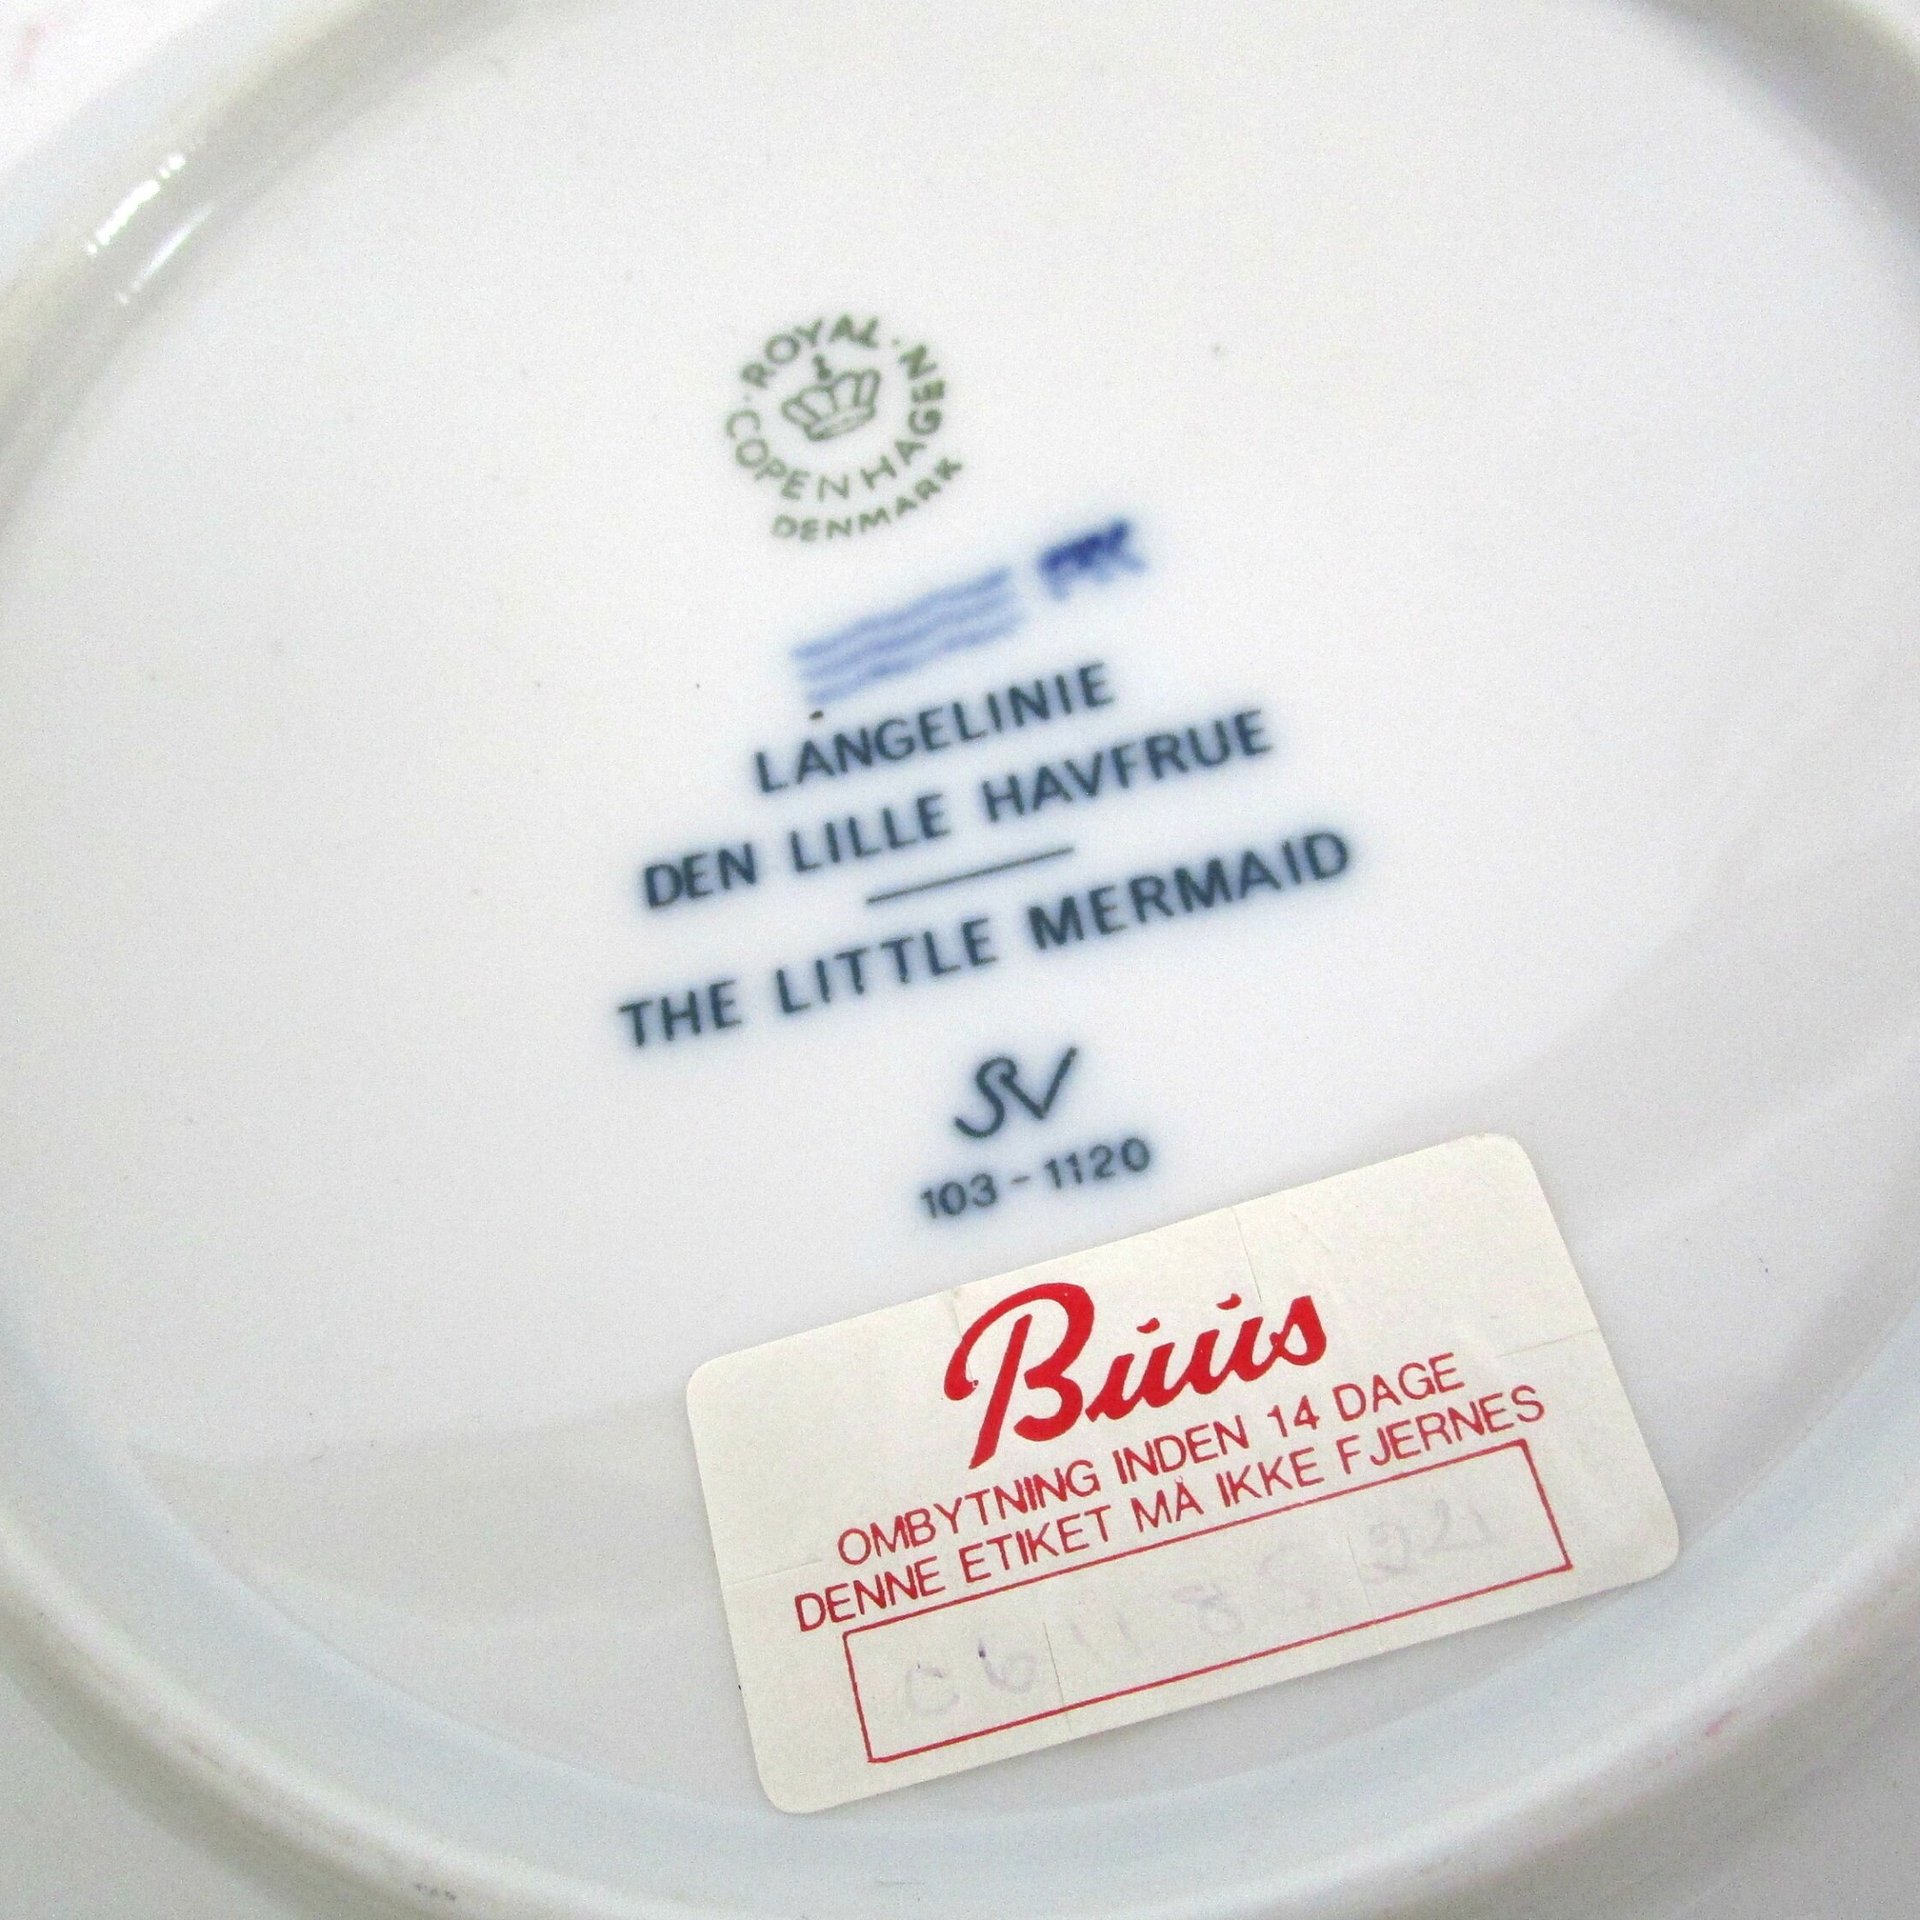 ROYAL
COPENHAGEN
DENMARK
LANGELINIE
DEN LILLE HAVFRUE
THE LITTLE MERMAID
SV
103-1120
Buus
OMBYTNING INDEN 14 DAGE
DENNE ETIKET MÅ IKKE FJERNES